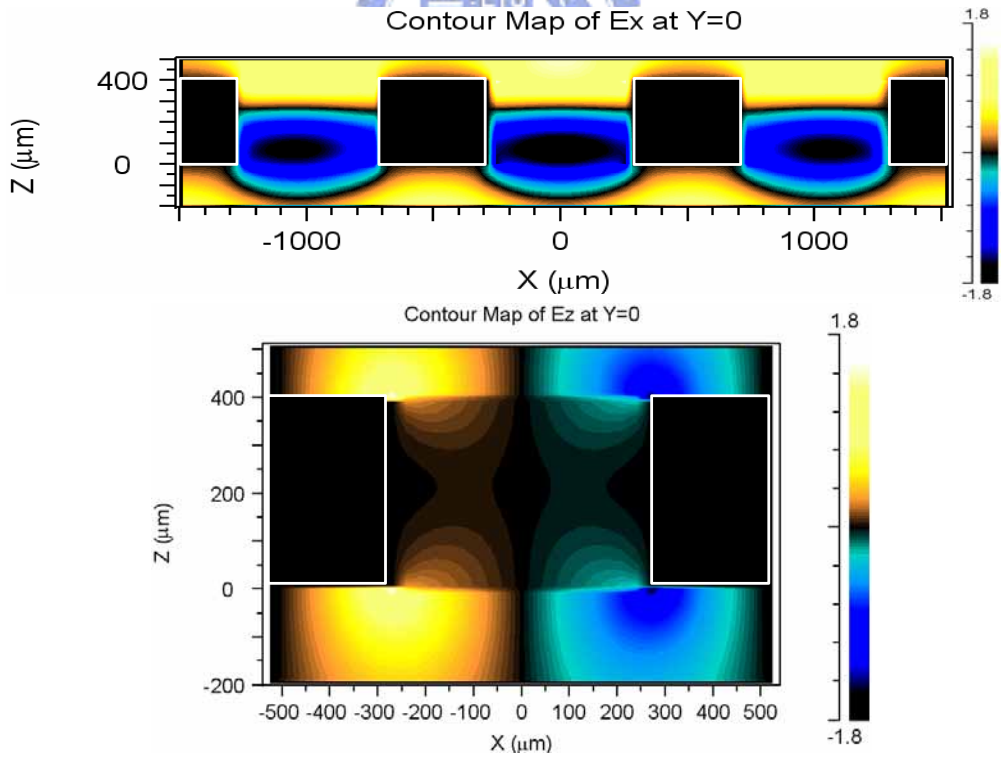 Contour Map of Ex at Y=0
1.8
400
0
Z (μm)
-1000 0 1000
X (μm)
-1.8
Contour Map of Ez at Y=0
1.8
400
200
0
-200
Z (μm)
-500 -400 -300 -200 -100 0 100 200 300 400 500
X (μm)
-1.8